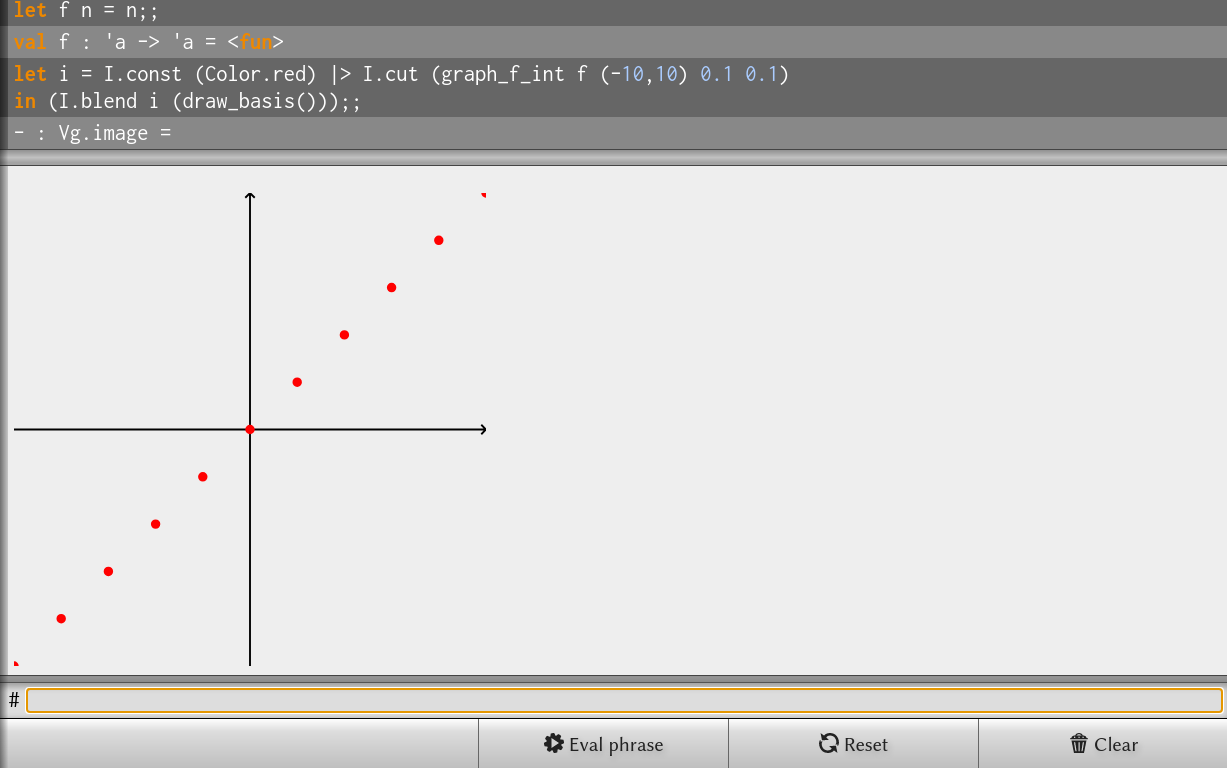 let f n = n;;
val f : 'a -> 'a = <fun>
let i = I.const (Color.red) |> I.cut (graph_f_int f (-10,10) 0.1 0.1)
in (I.blend i (draw_basis()));;
- : Vg.image =
#
Eval phrase Reset Clear